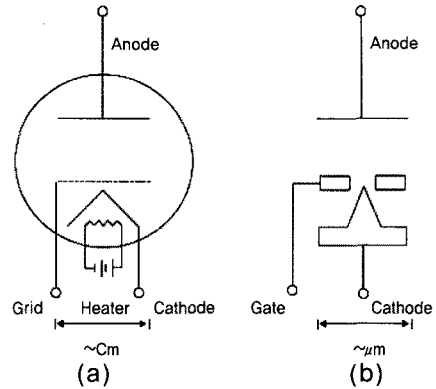 Anode
Anode
Grid Heater Cathode
Gate Cathode
~Cm
~μm
(a)
(b)